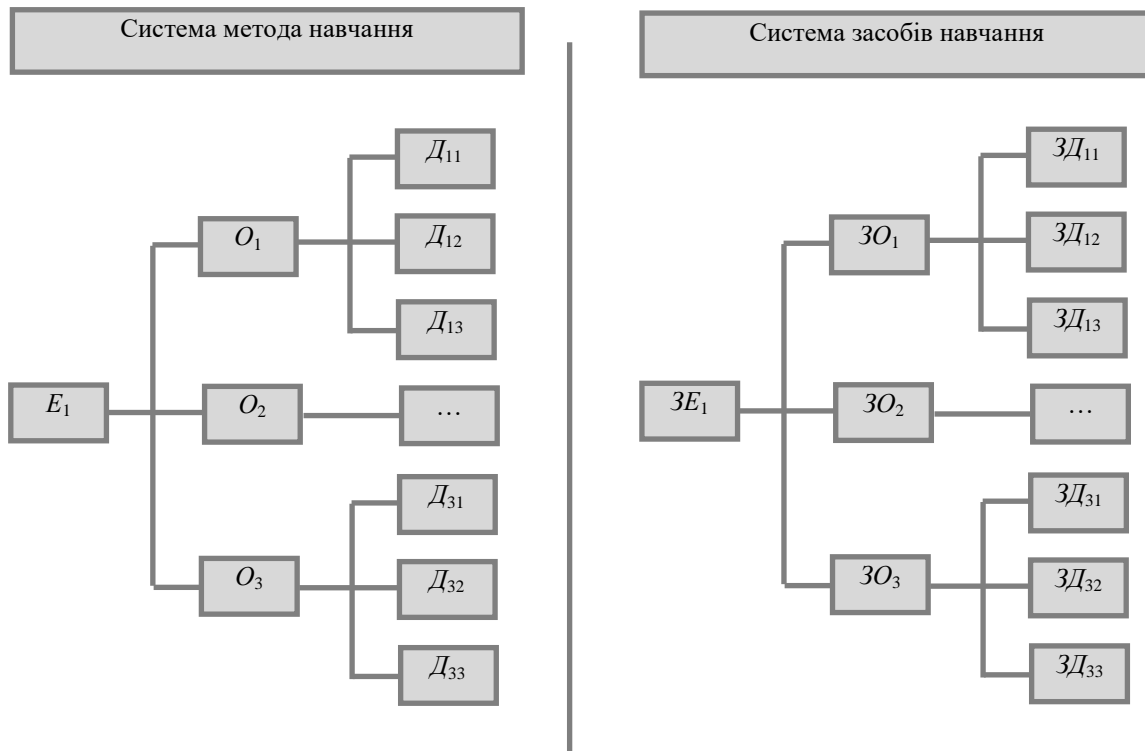 Система метода навчання
Система засобів навчання
Д₁₁
О₁
Д₁₂
Д₁₃
Е₁
О₂
…
Д₃₁
О₃
Д₃₂
Д₃₃
ЗД₁₁
ЗО₁
ЗД₁₂
ЗД₁₃
ЗЕ₁
ЗО₂
…
ЗД₃₁
ЗО₃
ЗД₃₂
ЗД₃₃